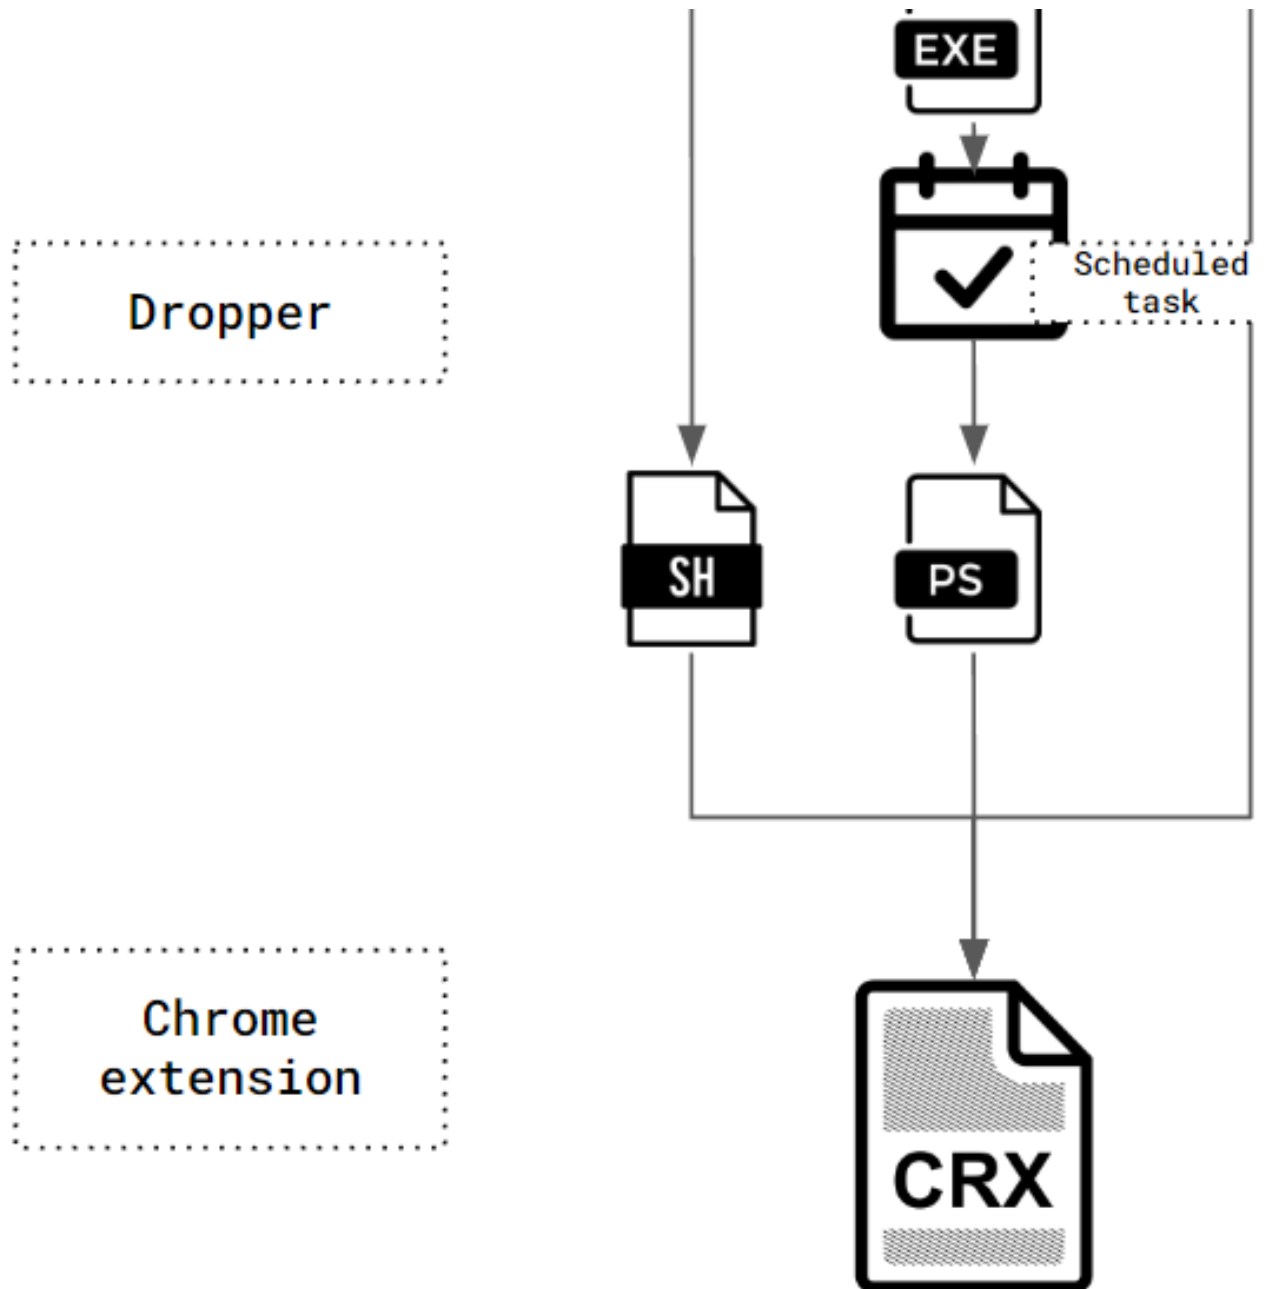 EXE
Scheduled
task
Dropper
SH
PS
Chrome
extension
CRX